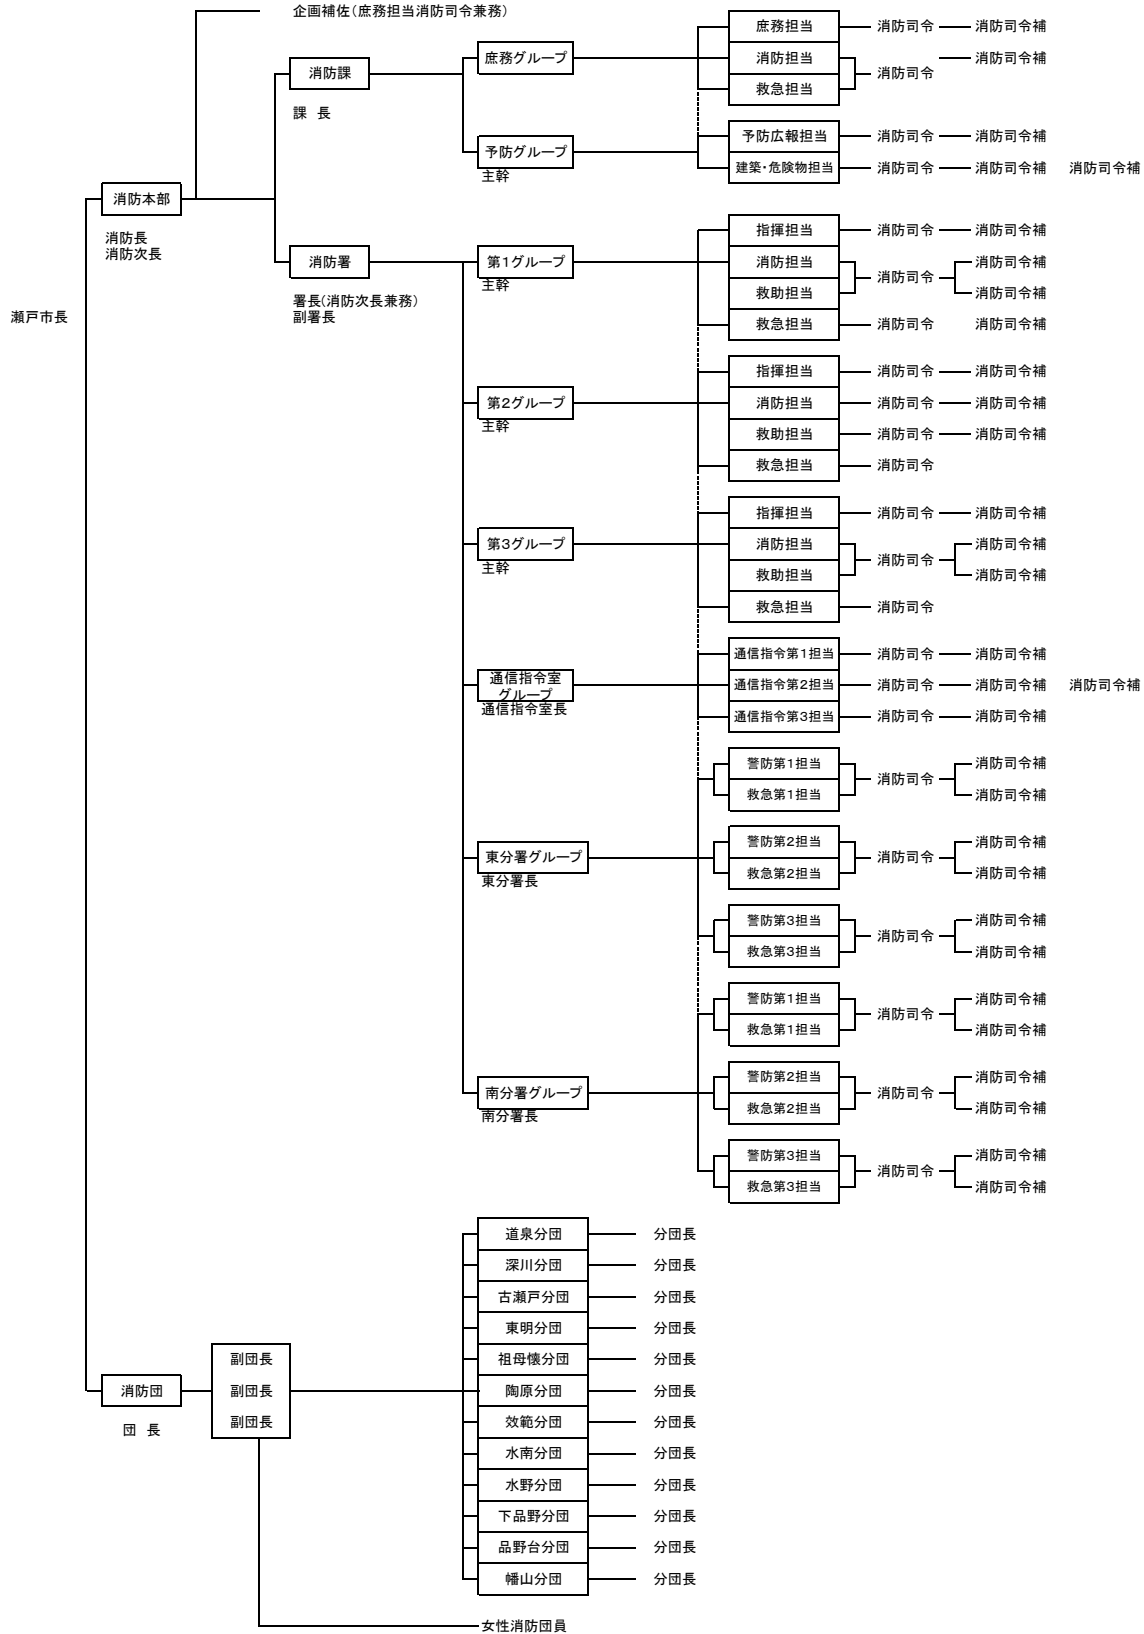 企画補佐(庶務担当消防司令兼務)
庶務担当 消防司令 消防司令補
消防課 庶務グループ 消防担当 消防司令 消防司令補
救急担当
課 長
予防グループ 予防広報担当 消防司令 消防司令補
主幹 建築・危険物担当 消防司令 消防司令補 消防司令補
消防本部
消防長
消防次長
指揮担当 消防司令 消防司令補
消防署 第1グループ 消防担当 消防司令 消防司令補
主幹 救助担当 消防司令補
署長(消防次長兼務)
副署長
瀬戸市長
救急担当 消防司令 消防司令補
指揮担当 消防司令 消防司令補
第2グループ 消防担当 消防司令 消防司令補
主幹 救助担当 消防司令 消防司令補
救急担当 消防司令
指揮担当 消防司令 消防司令補
第3グループ 消防担当 消防司令 消防司令補
主幹 救助担当 消防司令補
救急担当 消防司令
通信指令第1担当 消防司令 消防司令補
通信指令室
グループ
通信指令室長
通信指令第2担当 消防司令 消防司令補 消防司令補
通信指令第3担当 消防司令 消防司令補
警防第1担当 消防司令 消防司令補
救急第1担当 消防司令補
東分署グループ 警防第2担当 消防司令 消防司令補
東分署長 救急第2担当 消防司令補
警防第3担当 消防司令 消防司令補
救急第3担当 消防司令補
警防第1担当 消防司令 消防司令補
救急第1担当 消防司令補
南分署グループ 警防第2担当 消防司令 消防司令補
南分署長 救急第2担当 消防司令補
警防第3担当 消防司令 消防司令補
救急第3担当 消防司令補
道泉分団 分団長
深川分団 分団長
古瀬戸分団 分団長
東明分団 分団長
副団長 祖母懐分団 分団長
消防団 副団長 陶原分団 分団長
団 長 副団長 效範分団 分団長
水南分団 分団長
水野分団 分団長
下品野分団 分団長
品野台分団 分団長
幡山分団 分団長
女性消防団員